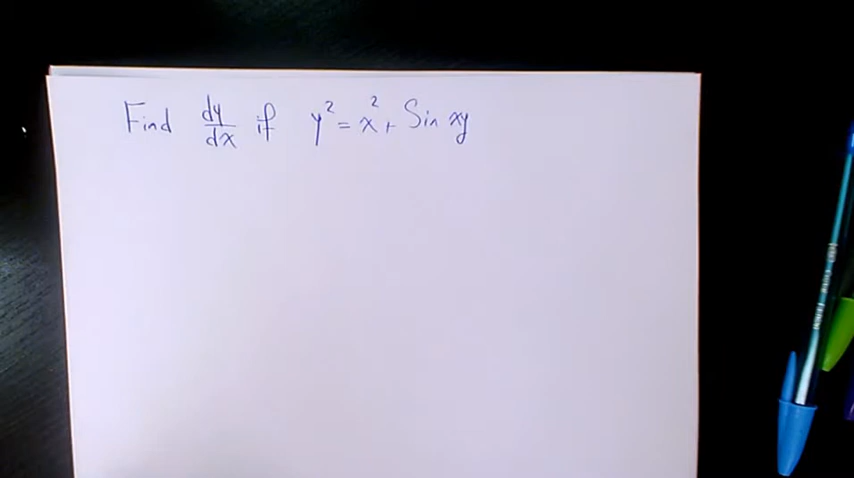 Find dy/dx if y² = x² + Sin xy